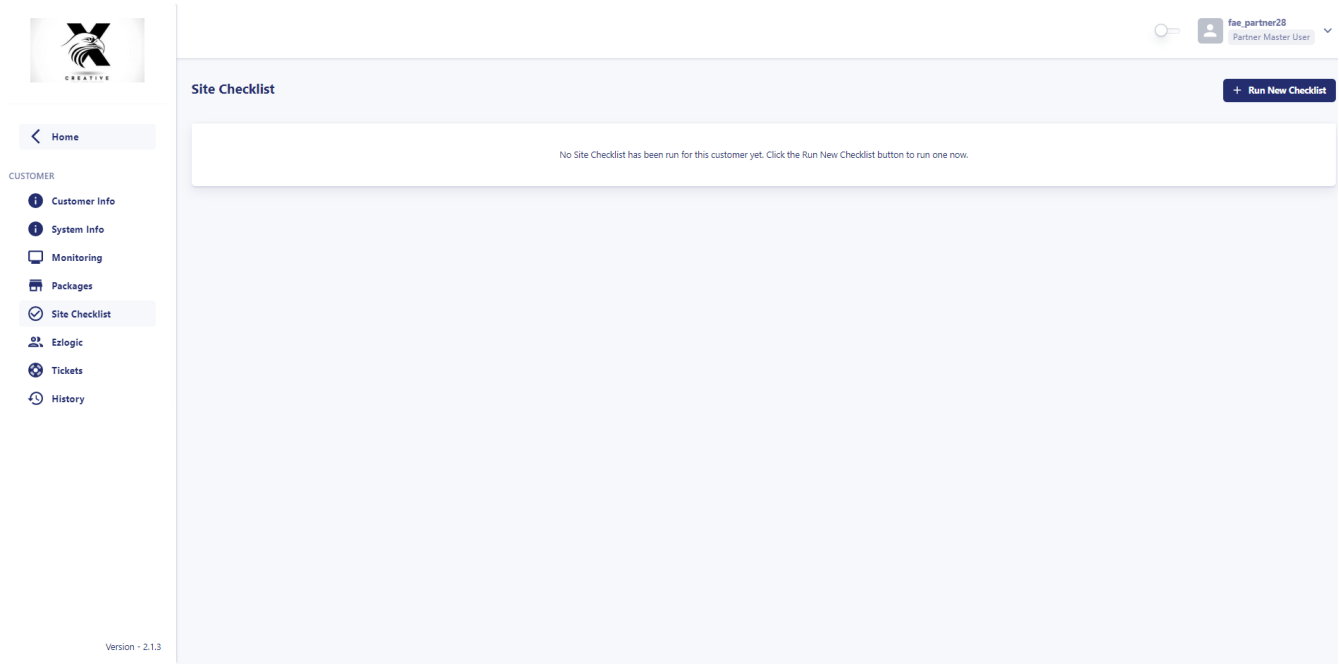 CREATIVE
Home
CUSTOMER
Customer Info
System Info
Monitoring
Packages
Site Checklist
Ezlogic
Tickets
History
Version - 2.1.3
fae_partner28
Partner Master User
Site Checklist
+ Run New Checklist
No Site Checklist has been run for this customer yet. Click the Run New Checklist button to run one now.